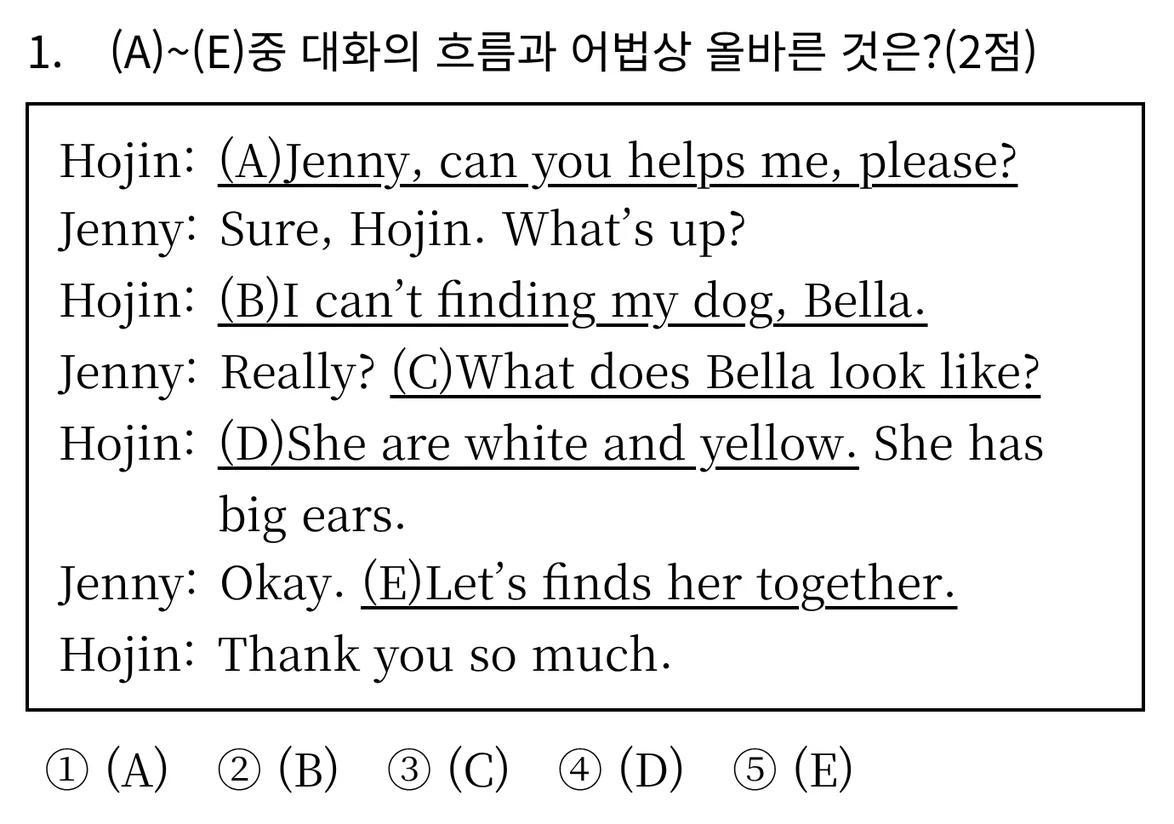 1. (A)~(E)중 대화의 흐름과 어법상 올바른 것은?(2점)
Hojin: (A)Jenny, can you helps me, please?
Jenny: Sure, Hojin. What’s up?
Hojin: (B)I can’t finding my dog, Bella.
Jenny: Really? (C)What does Bella look like?
Hojin: (D)She are white and yellow. She has
big ears.
Jenny: Okay. (E)Let’s finds her together.
Hojin: Thank you so much.
① (A) ② (B) ③ (C) ④ (D) ⑤ (E)